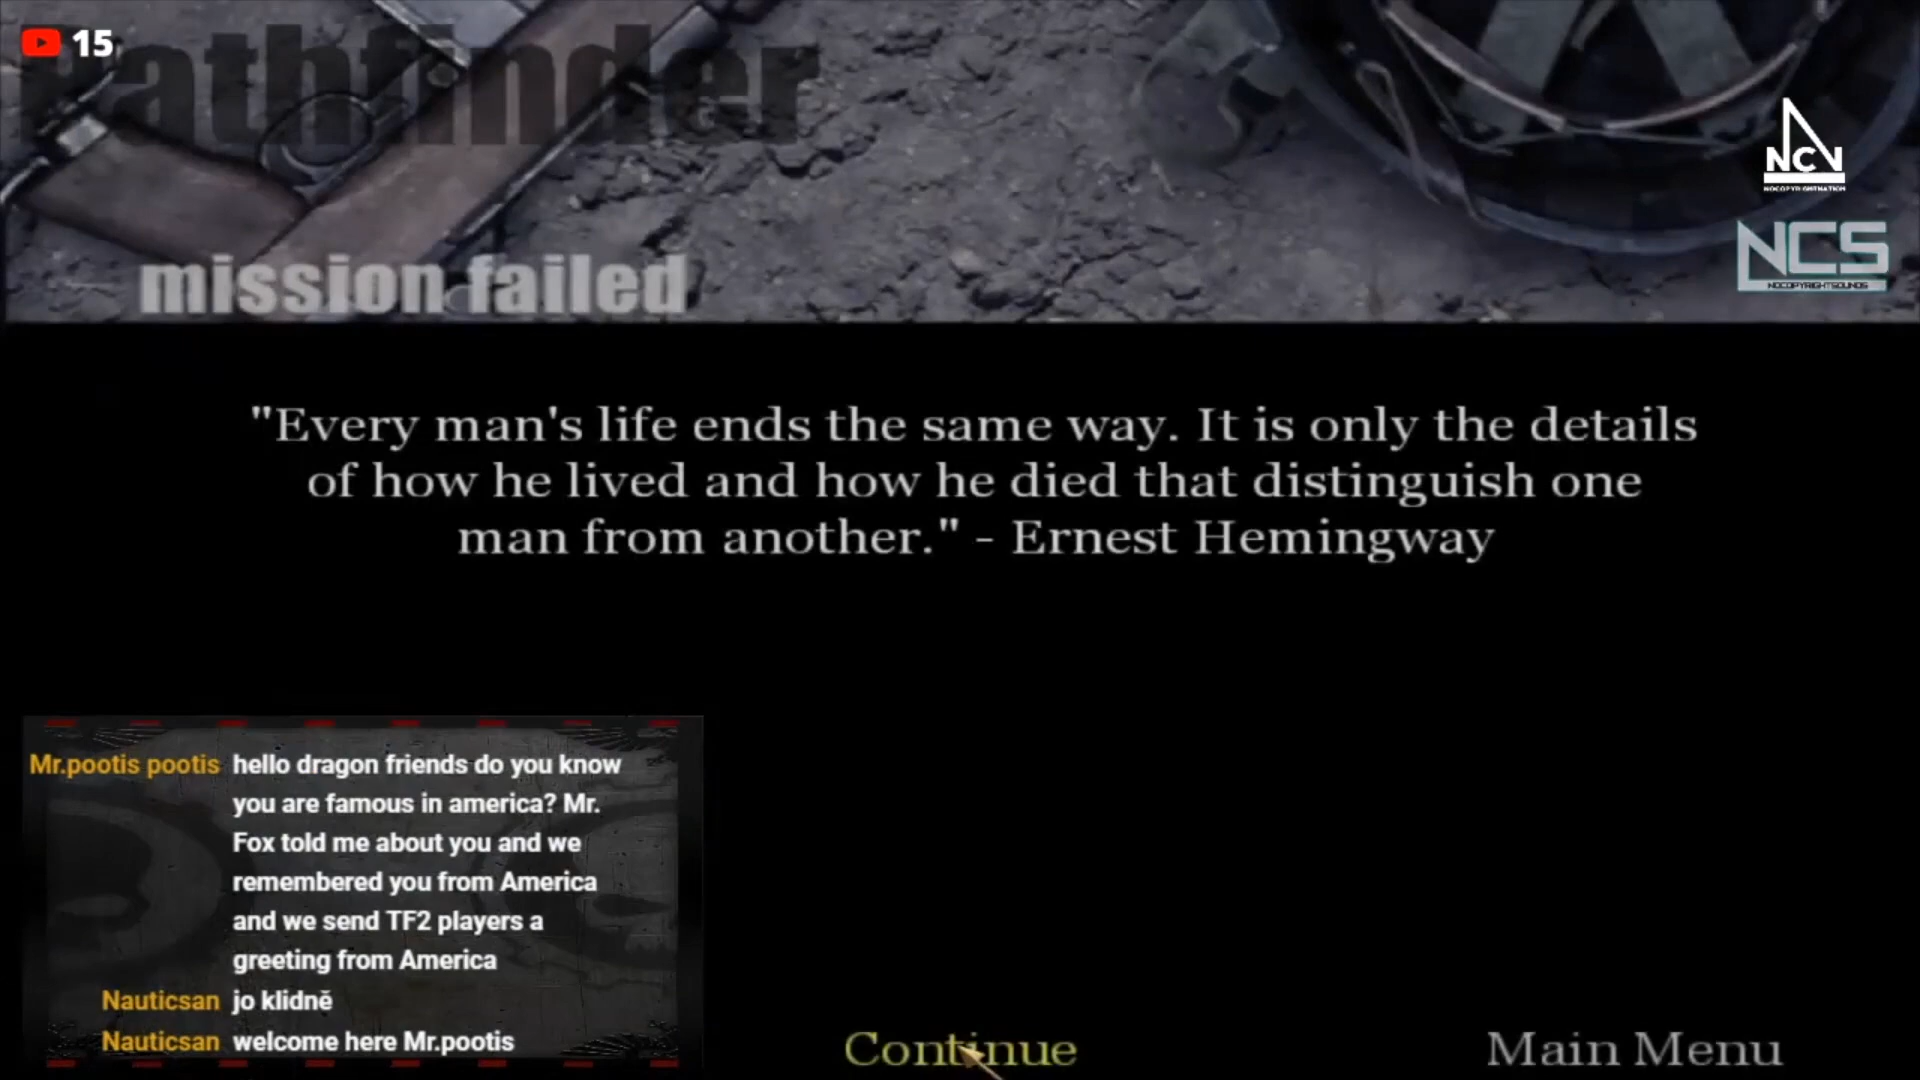 15
Pathfinder
NCN
NOCOPYRIGHTNATION
NCS
NOCOPYRIGHTSOUNDS
mission failed
"Every man's life ends the same way. It is only the details
of how he lived and how he died that distinguish one
man from another." - Ernest Hemingway
Mr.pootis pootis hello dragon friends do you know
you are famous in america? Mr.
Fox told me about you and we
remembered you from America
and we send TF2 players a
greeting from America
Nauticsan jo klidně
Nauticsan welcome here Mr.pootis
Continue
Main Menu